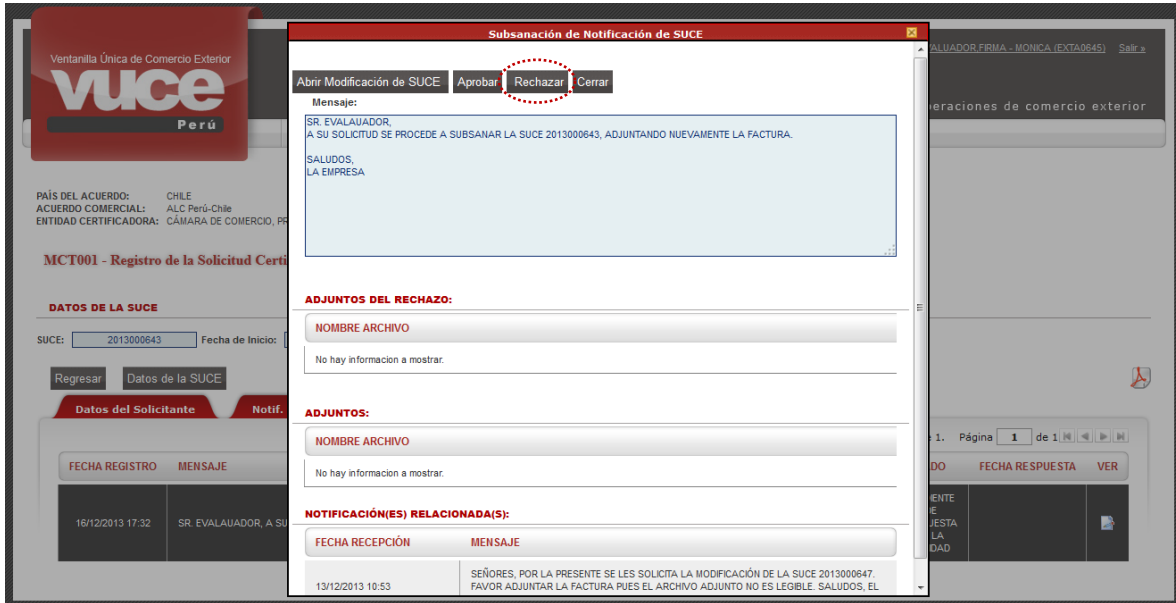 Subsanación de Notificación de SUCE
Ventanilla Única de Comercio Exterior
vuce
Perú
EVALUADOR.FIRMA - MONICA (EXTA0645) Salir »
operaciones de comercio exterior
Abrir Modificación de SUCE Aprobar Rechazar Cerrar
Mensaje:
SR. EVALAUADOR,
A SU SOLICITUD SE PROCEDE A SUBSANAR LA SUCE 2013000643, ADJUNTANDO NUEVAMENTE LA FACTURA.
SALUDOS,
LA EMPRESA
PAÍS DEL ACUERDO: CHILE
ACUERDO COMERCIAL: ALC Perú-Chile
ENTIDAD CERTIFICADORA: CÁMARA DE COMERCIO, PR
MCT001 - Registro de la Solicitud Certi
DATOS DE LA SUCE
SUCE: 2013000643 Fecha de Inicio:
Regresar Datos de la SUCE
Datos del Solicitante Notif.
ADJUNTOS DEL RECHAZO:
NOMBRE ARCHIVO
No hay informacion a mostrar.
ADJUNTOS:
NOMBRE ARCHIVO
No hay informacion a mostrar.
1. Página 1 de 1
FECHA REGISTRO MENSAJE
DO FECHA RESPUESTA VER
16/12/2013 17:32 SR. EVALAUADOR, A SU
IENTE
DE
UESTA
LA
DAD
NOTIFICACIÓN(ES) RELACIONADA(S):
FECHA RECEPCIÓN MENSAJE
13/12/2013 10:53 SEÑORES, POR LA PRESENTE SE LES SOLICITA LA MODIFICACIÓN DE LA SUCE 2013000647.
FAVOR ADJUNTAR LA FACTURA PUES EL ARCHIVO ADJUNTO NO ES LEGIBLE. SALUDOS, EL